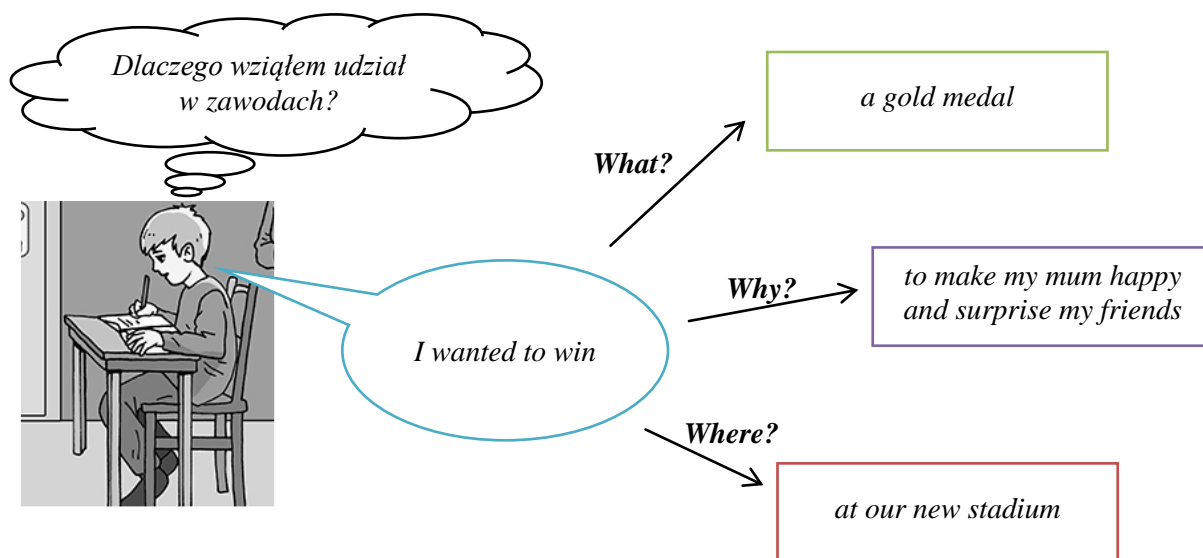 Dlaczego wziąłem udział
w zawodach?
a gold medal
What?
Why?
to make my mum happy
and surprise my friends
I wanted to win
Where?
at our new stadium